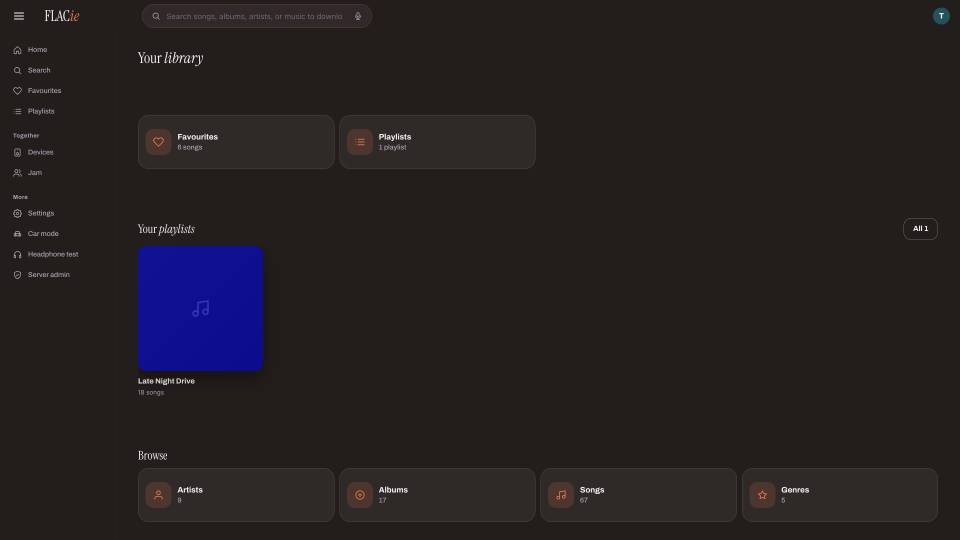 FLACie
Search songs, albums, artists, or music to downlo
T
Home
Search
Favourites
Playlists
Together
Devices
Jam
More
Settings
Car mode
Headphone test
Server admin
Your library
Favourites
6 songs
Playlists
1 playlist
Your playlists
All 1
Late Night Drive
18 songs
Browse
Artists
9
Albums
17
Songs
67
Genres
5